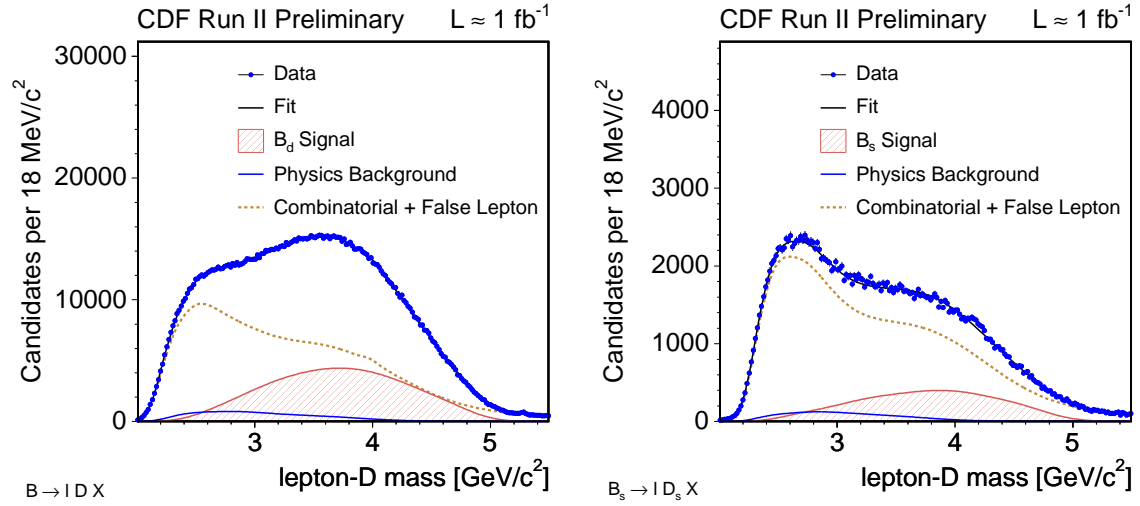 CDF Run II Preliminary L ≈ 1 fb⁻¹
Candidates per 18 MeV/c²
30000
20000
10000
0
Data
Fit
B_d Signal
Physics Background
Combinatorial + False Lepton
3 4 5
lepton-D mass [GeV/c²]
B → l D X
CDF Run II Preliminary L ≈ 1 fb⁻¹
Candidates per 18 MeV/c²
4000
3000
2000
1000
0
Data
Fit
B_s Signal
Physics Background
Combinatorial + False Lepton
3 4 5
lepton-D mass [GeV/c²]
B_s → l D_s X